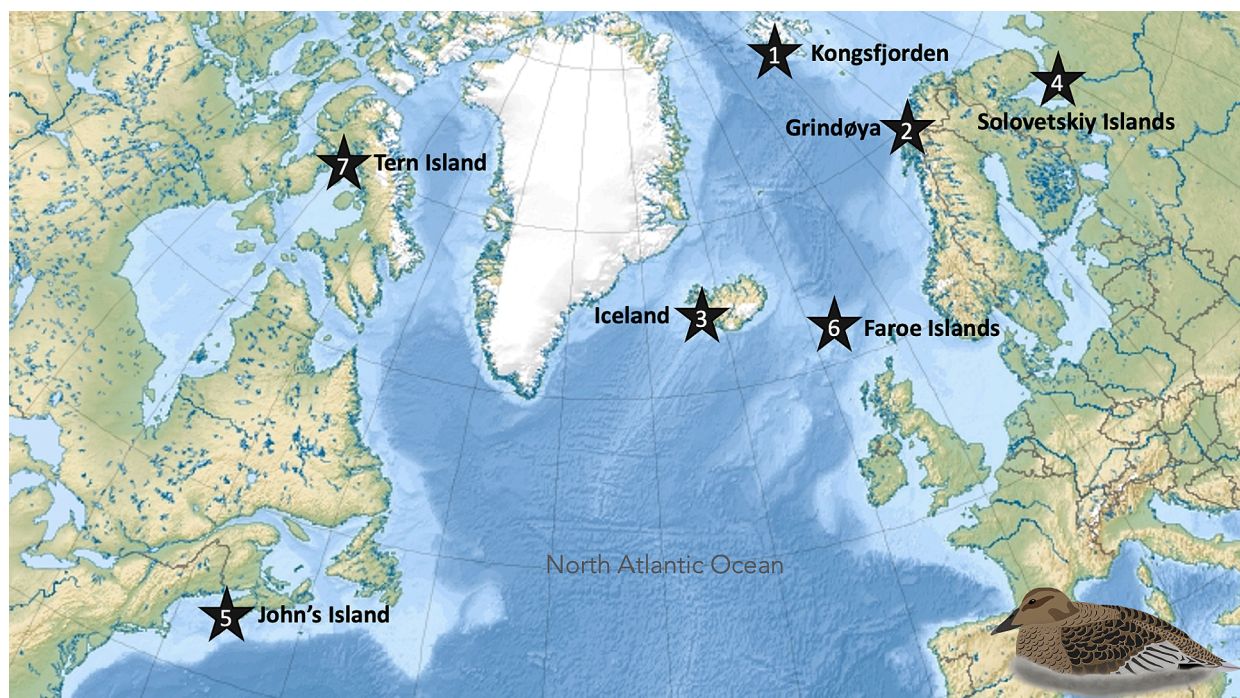 1 Kongsfjorden
4
Solovetskiy Islands
Grindøya 2
7 Tern Island
Iceland 3
6 Faroe Islands
North Atlantic Ocean
5 John's Island